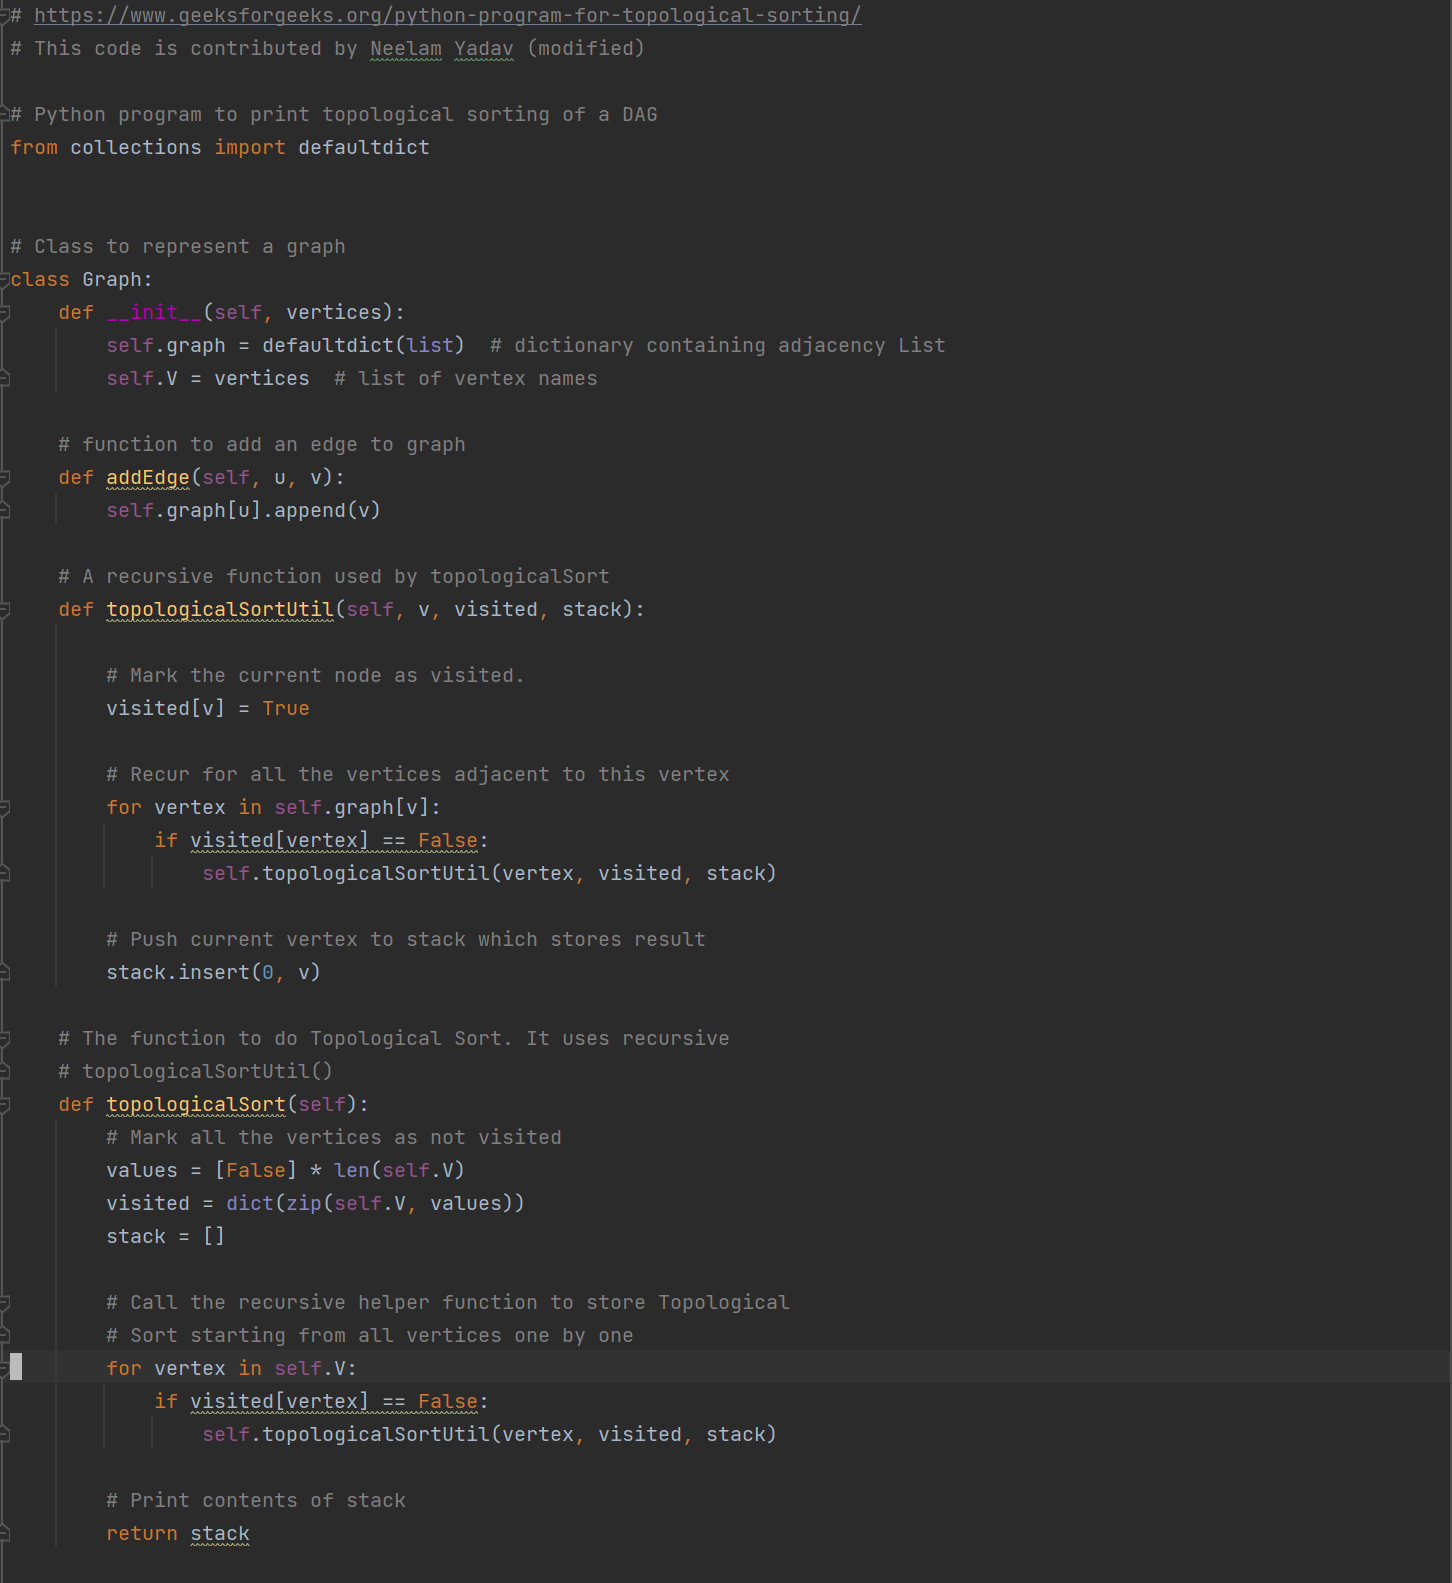 # https://www.geeksforgeeks.org/python-program-for-topological-sorting/
# This code is contributed by Neelam Yadav (modified)

# Python program to print topological sorting of a DAG
from collections import defaultdict


# Class to represent a graph
class Graph:
    def __init__(self, vertices):
        self.graph = defaultdict(list)  # dictionary containing adjacency List
        self.V = vertices  # list of vertex names

    # function to add an edge to graph
    def addEdge(self, u, v):
        self.graph[u].append(v)

    # A recursive function used by topologicalSort
    def topologicalSortUtil(self, v, visited, stack):

        # Mark the current node as visited.
        visited[v] = True

        # Recur for all the vertices adjacent to this vertex
        for vertex in self.graph[v]:
            if visited[vertex] == False:
                self.topologicalSortUtil(vertex, visited, stack)

        # Push current vertex to stack which stores result
        stack.insert(0, v)

    # The function to do Topological Sort. It uses recursive
    # topologicalSortUtil()
    def topologicalSort(self):
        # Mark all the vertices as not visited
        values = [False] * len(self.V)
        visited = dict(zip(self.V, values))
        stack = []

        # Call the recursive helper function to store Topological
        # Sort starting from all vertices one by one
        for vertex in self.V:
            if visited[vertex] == False:
                self.topologicalSortUtil(vertex, visited, stack)

        # Print contents of stack
        return stack